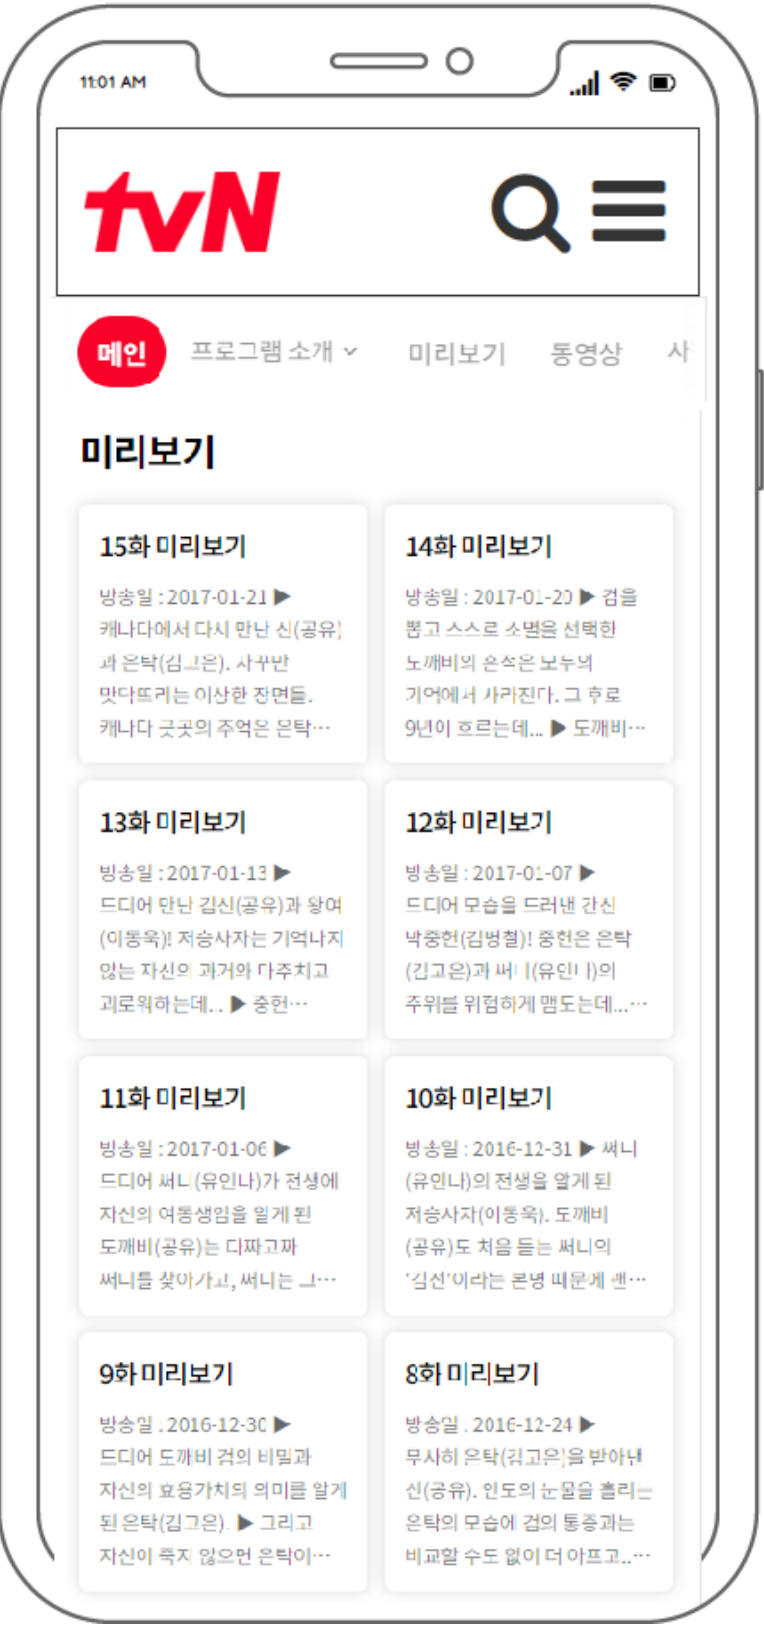 11:01 AM
tvN
메인 프로그램 소개 미리보기 동영상 사
미리보기
15화 미리보기
방송일 : 2017-01-21 ▶
캐나다에서 다시 만난 신(공유)
과 은탁(김고은). 자꾸만
맞닥뜨리는 이상한 장면들.
캐나다 곳곳의 추억은 은탁…
14화 미리보기
방송일 : 2017-01-20 ▶ 검을
뽑고 스스로 소멸을 선택한
도깨비의 흔적은 모두의
기억에서 사라진다. 그 후로
9년이 흐르는데... ▶ 도깨비…
13화 미리보기
방송일 : 2017-01-13 ▶
드디어 만난 김신(공유)과 왕여
(이동욱)! 저승사자는 기억나지
않는 자신의 과거와 마주치고
괴로워하는데... ▶ 중헌…
12화 미리보기
방송일 : 2017-01-07 ▶
드디어 모습을 드러낸 간신
박중헌(김병철)! 중헌은 은탁
(김고은)과 써니(유인나)의
주위를 위험하게 맴도는데...…
11화 미리보기
방송일 : 2017-01-06 ▶
드디어 써니(유인나)가 전생에
자신의 여동생임을 알게 된
도깨비(공유)는 다짜고짜
써니를 찾아가고, 써니는 그…
10화 미리보기
방송일 : 2016-12-31 ▶ 써니
(유인나)의 전생을 알게 된
저승사자(이동욱). 도깨비
(공유)도 처음 듣는 써니의
'김선'이라는 본명 때문에 괜…
9화 미리보기
방송일 : 2016-12-30 ▶
드디어 도깨비 검의 비밀과
자신의 효용가치의 의미를 알게
된 은탁(김고은). ▶ 그리고
자신이 죽지 않으면 은탁이…
8화 미리보기
방송일 : 2016-12-24 ▶
무사히 은탁(김고은)을 받아낸
신(공유). 안도의 눈물을 흘리는
은탁의 모습에 검의 통증과는
비교할 수도 없이 더 아프고..…